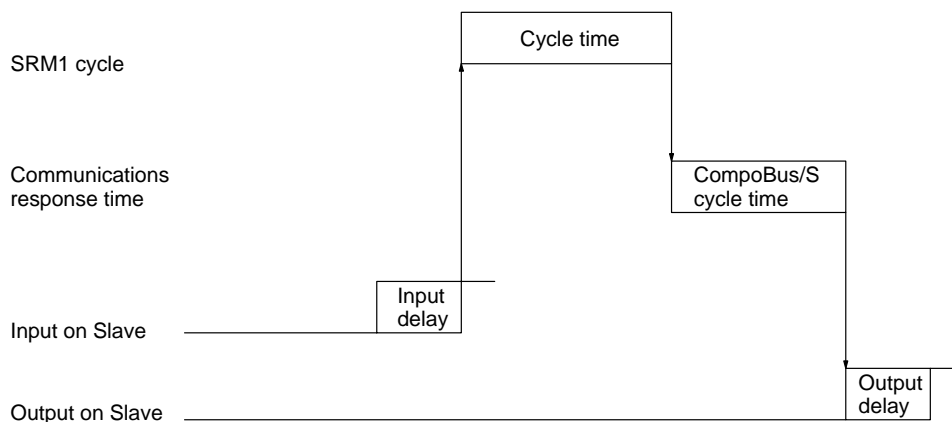 Cycle time
SRM1 cycle
Communications
response time
CompoBus/S
cycle time
Input
delay
Input on Slave
Output
delay
Output on Slave